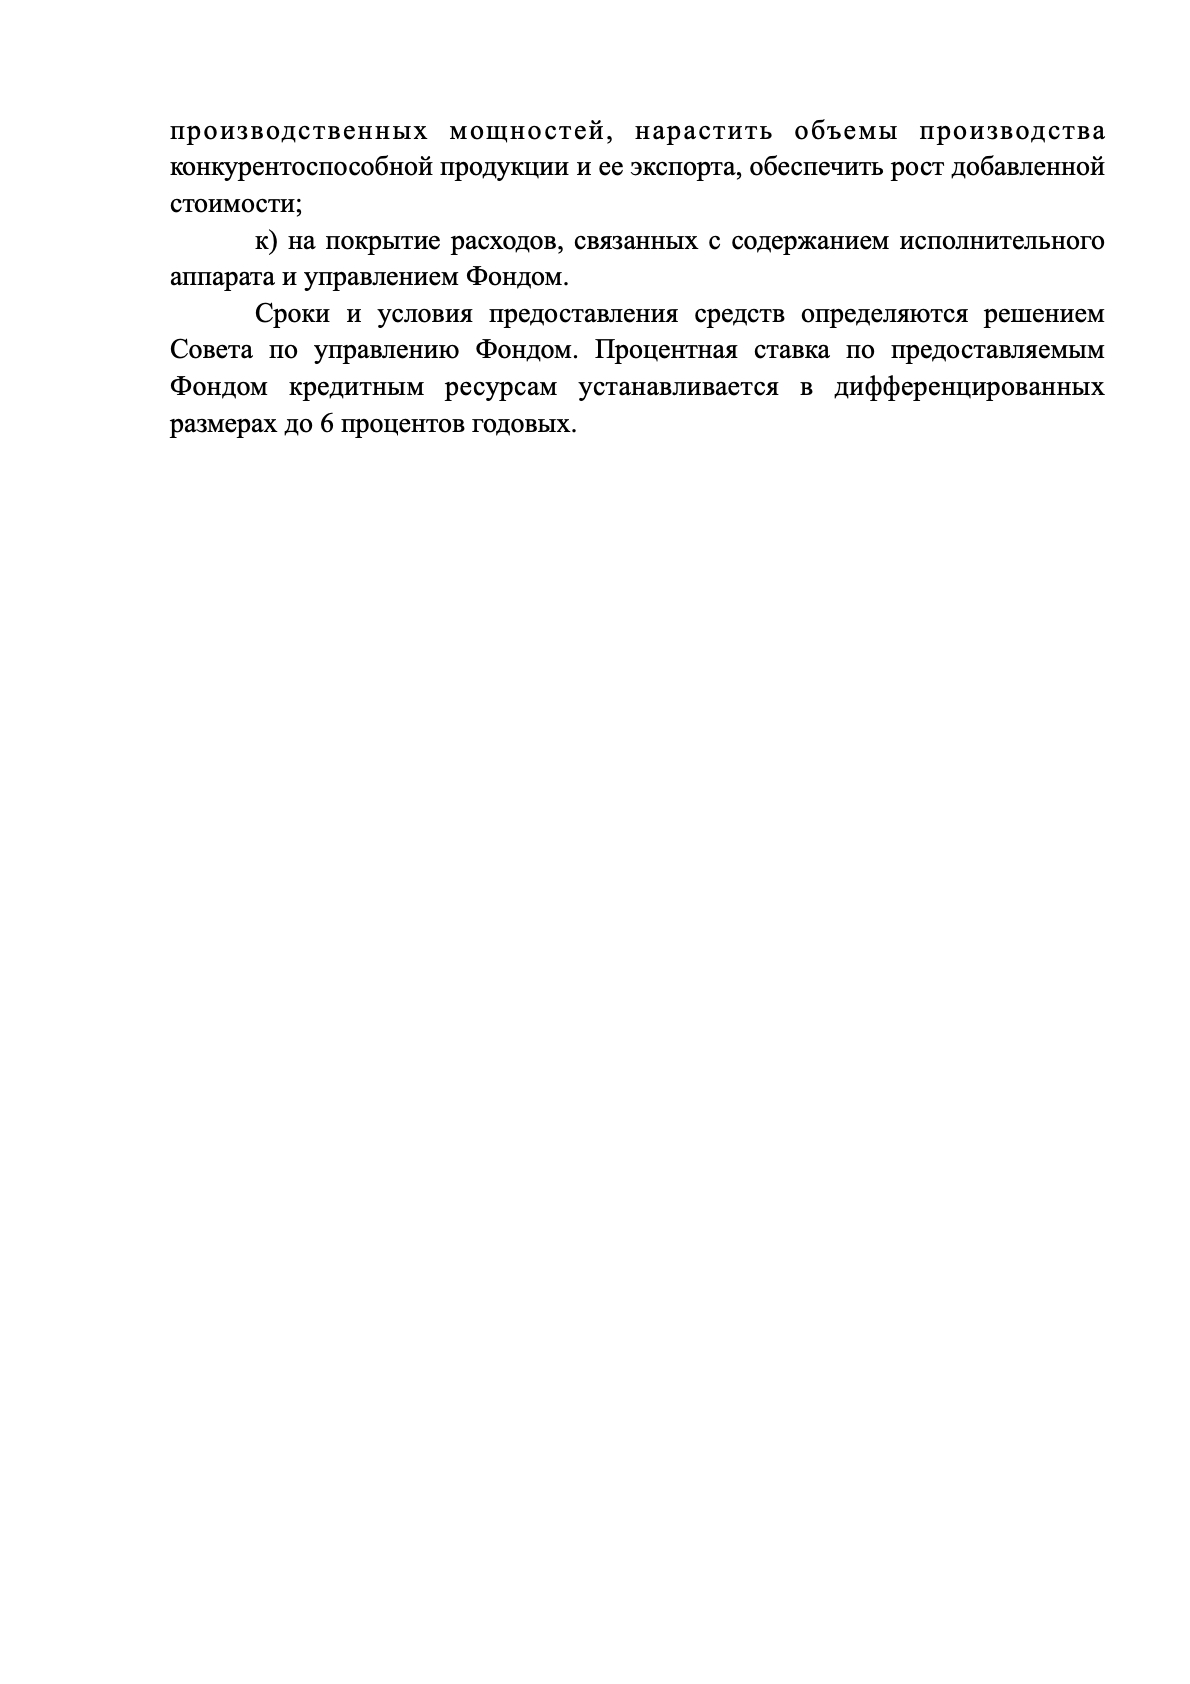 производственных мощностей, нарастить объемы производства
конкурентоспособной продукции и ее экспорта, обеспечить рост добавленной
стоимости;
к) на покрытие расходов, связанных с содержанием исполнительного
аппарата и управлением Фондом.
Сроки и условия предоставления средств определяются решением
Совета по управлению Фондом. Процентная ставка по предоставляемым
Фондом кредитным ресурсам устанавливается в дифференцированных
размерах до 6 процентов годовых.